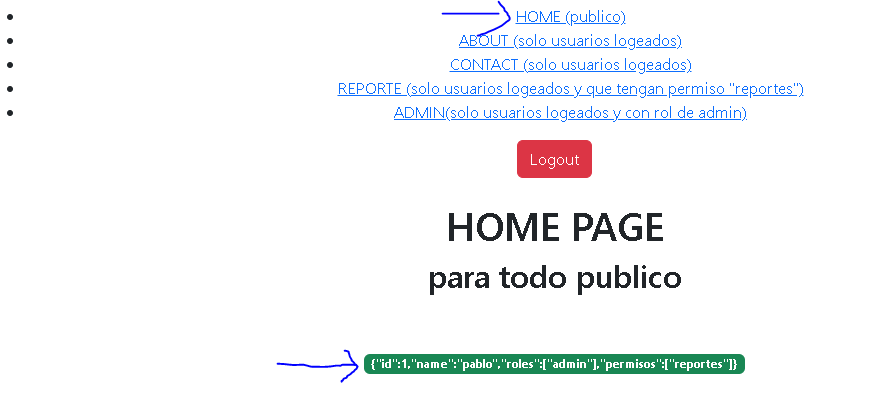 HOME (publico)
ABOUT (solo usuarios logeados)
CONTACT (solo usuarios logeados)
REPORTE (solo usuarios logeados y que tengan permiso "reportes")
ADMIN(solo usuarios logeados y con rol de admin)
Logout
HOME PAGE
para todo publico
{"id":1,"name":"pablo","roles":["admin"],"permisos":["reportes"]}